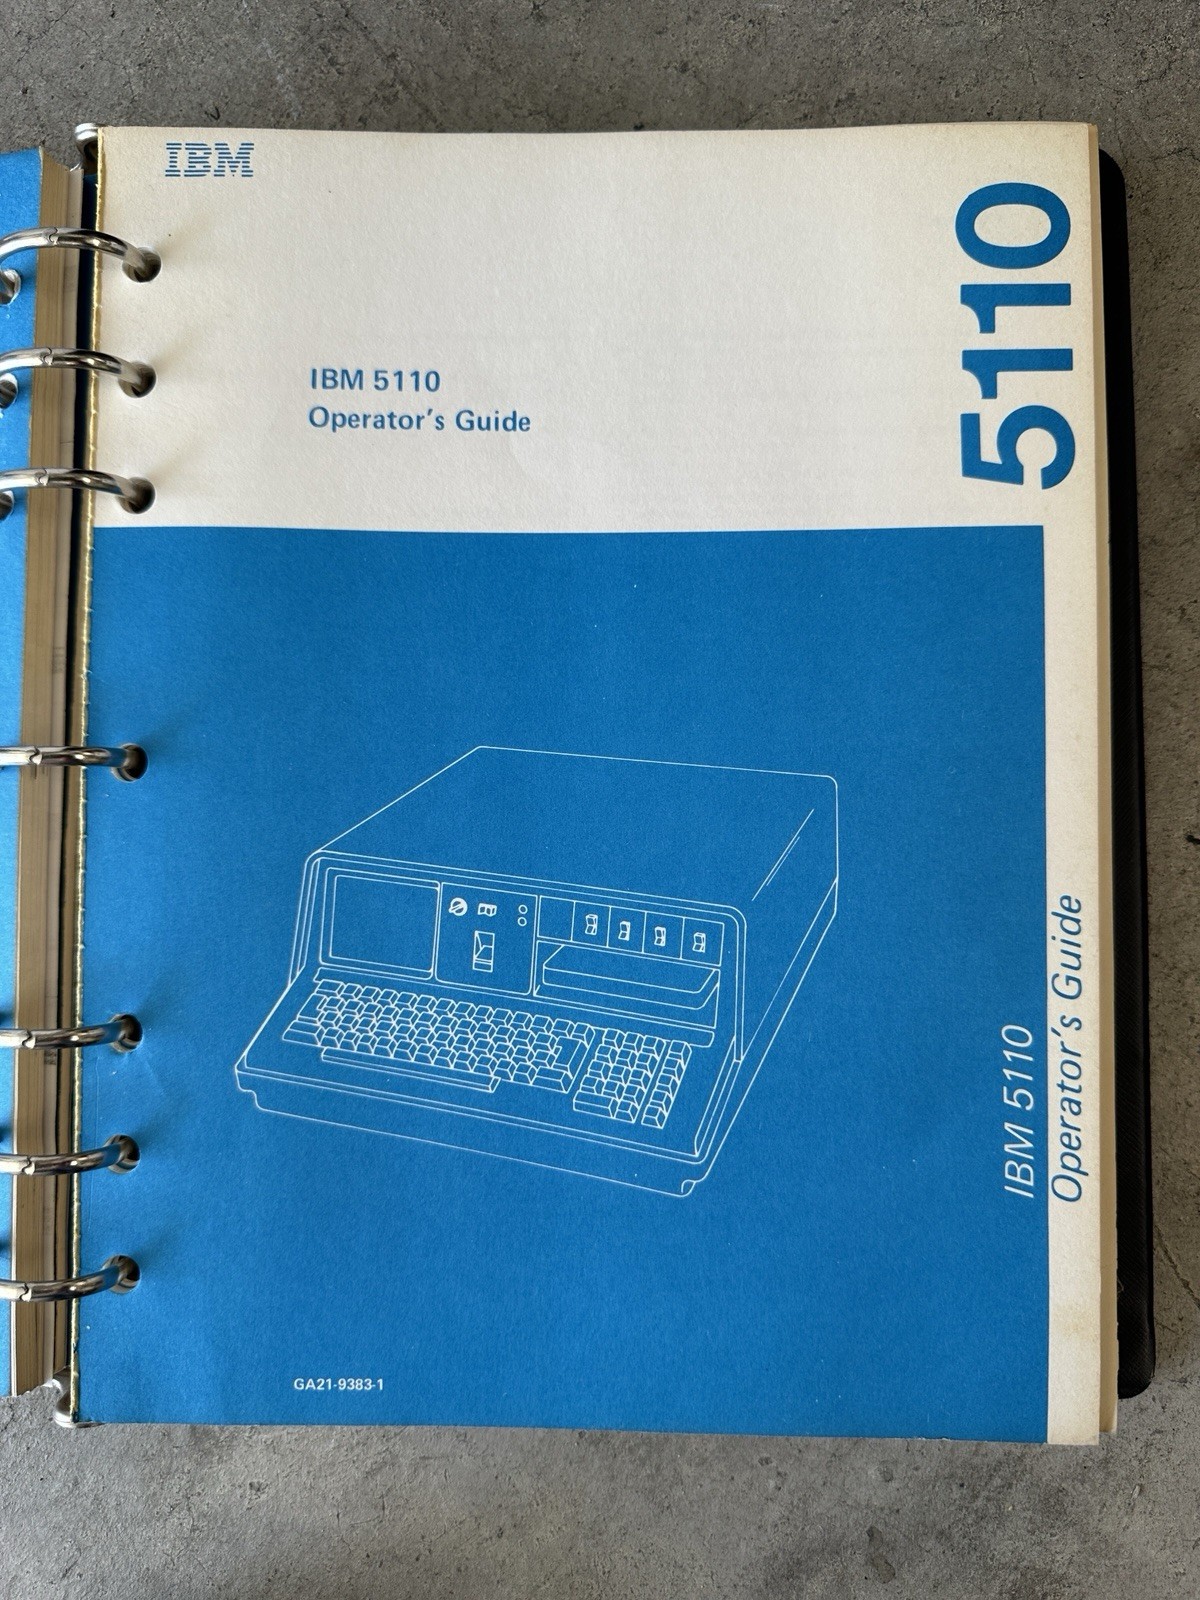 IBM
5110
IBM 5110
Operator's Guide
IBM 5110
Operator's Guide
GA21-9383-1